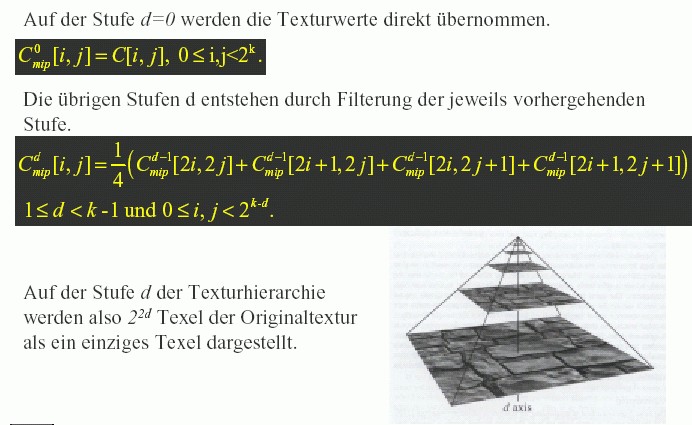 Auf der Stufe d=0 werden die Texturwerte direkt übernommen.
C⁰mip[i, j] = C[i, j], 0 ≤ i,j<2ᵏ.
Die übrigen Stufen d entstehen durch Filterung der jeweils vorhergehenden
Stufe.
Cᵈmip[i, j] = 1/4 (Cᵈ⁻¹mip[2i, 2j] + Cᵈ⁻¹mip[2i+1, 2j] + Cᵈ⁻¹mip[2i, 2j+1] + Cᵈ⁻¹mip[2i+1, 2j+1])
1 ≤ d < k -1 und 0 ≤ i, j < 2ᵏ⁻ᵈ.
Auf der Stufe d der Texturhierarchie
werden also 2²ᵈ Texel der Originaltextur
als ein einziges Texel dargestellt.
d axis